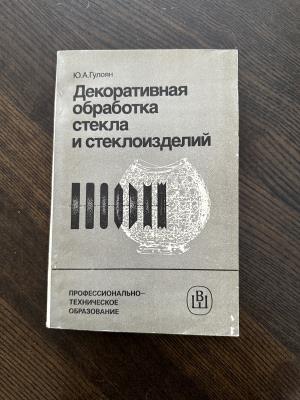 Ю.А.Гулоян
Декоративная
обработка
стекла
и стеклоизделий
ПРОФЕССИОНАЛЬНО-
ТЕХНИЧЕСКОЕ
ОБРАЗОВАНИЕ
ВШ